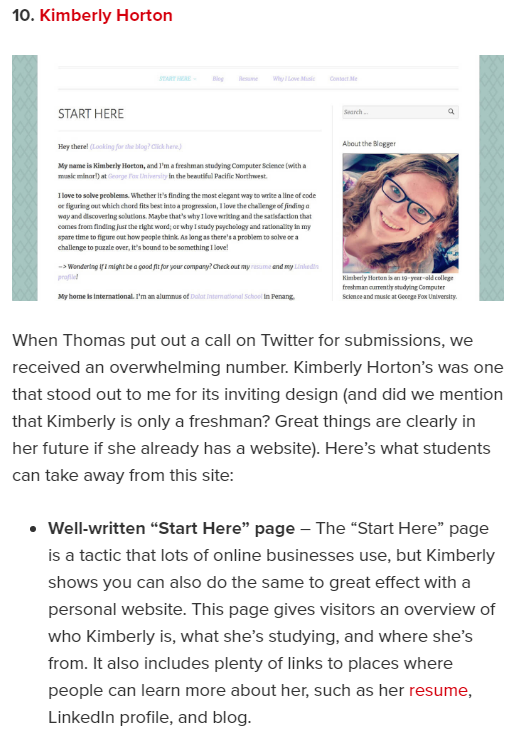 10. Kimberly Horton
START HERE Blog Resume Why I Love Music Contact Me
START HERE
Search...
Hey there! (Looking for the blog? Click here.)
About the Blogger
My name is Kimberly Horton, and I'm a freshman studying Computer Science (with a
music minor!) at George Fox University in the beautiful Pacific Northwest.
I love to solve problems. Whether it's finding the most elegant way to write a line of code
or figuring out which chord fits best into a progression, I love the challenge of finding a
way and discovering solutions. Maybe that's why I love writing and the satisfaction that
comes from finding just the right word; or why I study psychology and rationality in my
spare time to figure out how people think. As long as there's a problem to solve or a
challenge to puzzle over, it's bound to be something I love!
–> Wondering if I might be a good fit for your company? Check out my resume and my LinkedIn
profile!
My home is international. I'm an alumnus of Dalat International School in Penang,
Kimberly Horton is an 19-year-old college
freshman currently studying Computer
Science and music at George Fox University.
When Thomas put out a call on Twitter for submissions, we
received an overwhelming number. Kimberly Horton’s was one
that stood out to me for its inviting design (and did we mention
that Kimberly is only a freshman? Great things are clearly in
her future if she already has a website). Here’s what students
can take away from this site:
• Well-written “Start Here” page – The “Start Here” page
is a tactic that lots of online businesses use, but Kimberly
shows you can also do the same to great effect with a
personal website. This page gives visitors an overview of
who Kimberly is, what she’s studying, and where she’s
from. It also includes plenty of links to places where
people can learn more about her, such as her resume,
LinkedIn profile, and blog.